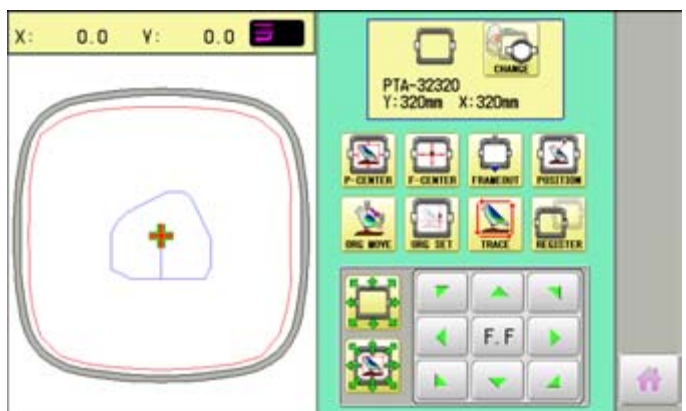 X: 0.0 Y: 0.0
CHANGE
PTA-32320
Y:320mm X:320mm
P-CENTER F-CENTER FRAMEOUT POSITION
ORG MOVE ORG SET TRACE REGISTER
F.F